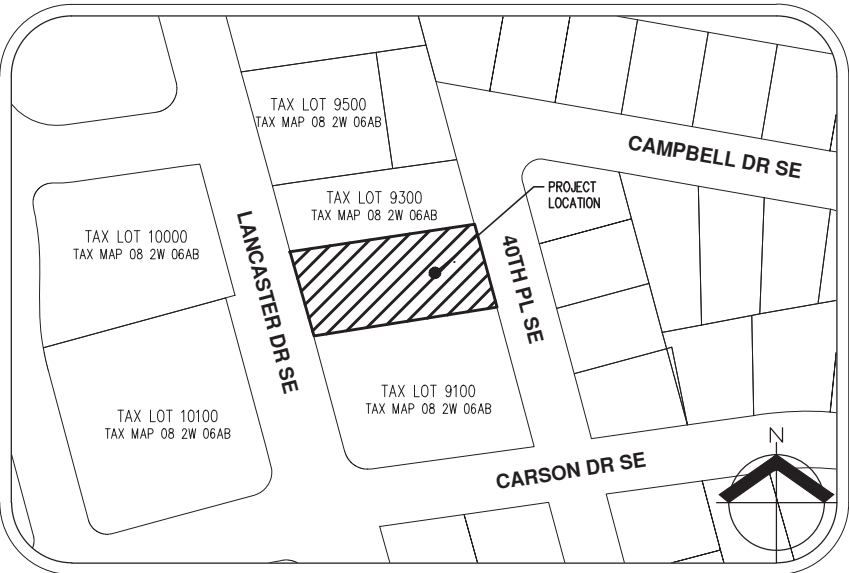 TAX LOT 9500
TAX MAP 08 2W 06AB
CAMPBELL DR SE
PROJECT
LOCATION
TAX LOT 9300
TAX MAP 08 2W 06AB
TAX LOT 10000
TAX MAP 08 2W 06AB
LANCASTER DR SE
40TH PL SE
TAX LOT 9100
TAX MAP 08 2W 06AB
TAX LOT 10100
TAX MAP 08 2W 06AB
CARSON DR SE
N